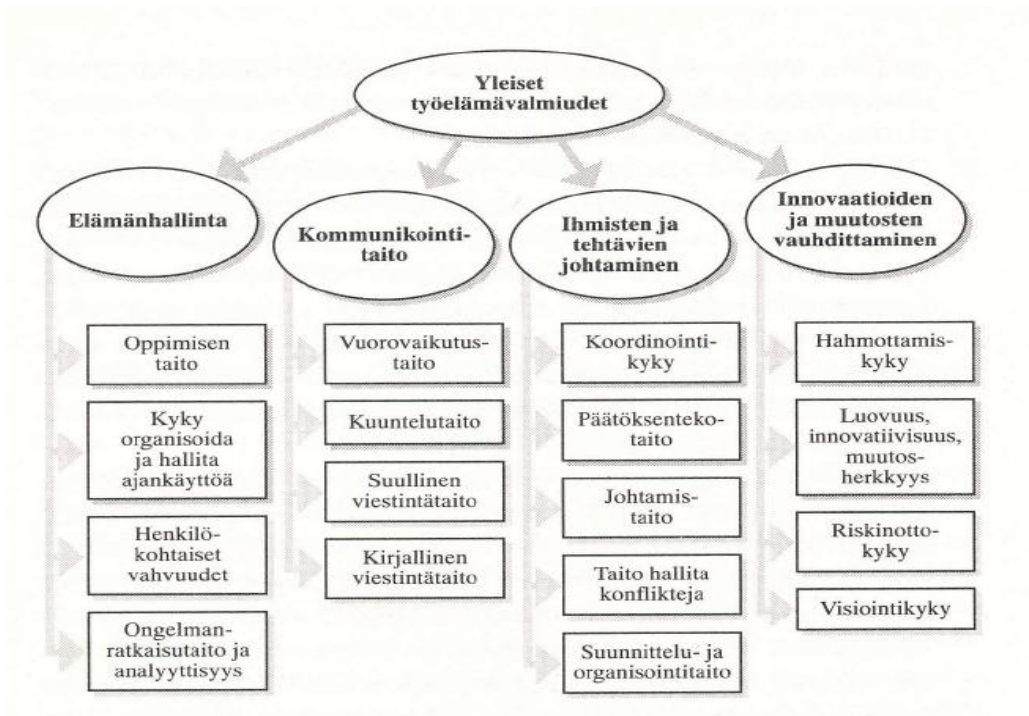 Yleiset
työelämävalmiudet
Elämänhallinta
Kommunikointi-
taito
Ihmisten ja
tehtävien
johtaminen
Innovaatioiden
ja muutosten
vauhdittaminen
Oppimisen
taito
Kyky
organisoida
ja hallita
ajankäyttöä
Henkilö-
kohtaiset
vahvuudet
Ongelman-
ratkaisutaito ja
analyyttisyys
Vuorovaikutus-
taito
Kuuntelutaito
Suullinen
viestintätaito
Kirjallinen
viestintätaito
Koordinointi-
kyky
Päätöksenteko-
taito
Johtamis-
taito
Taito hallita
konflikteja
Suunnittelu- ja
organisointitaito
Hahmottamis-
kyky
Luovuus,
innovatiivisuus,
muutos-
herkkyys
Riskinotto-
kyky
Visiointikyky